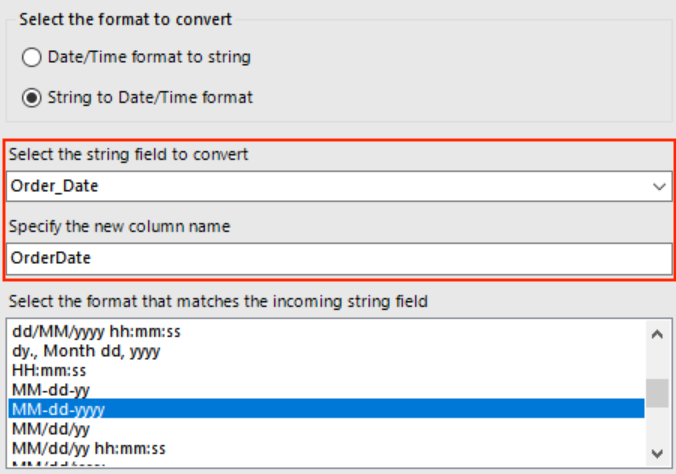 Select the format to convert
Date/Time format to string
String to Date/Time format
Select the string field to convert
Order_Date
Specify the new column name
OrderDate
Select the format that matches the incoming string field
dd/MM/yyyy hh:mm:ss
dy., Month dd, yyyy
HH:mm:ss
MM-dd-yy
MM-dd-yyyy
MM/dd/yy
MM/dd/yy hh:mm:ss